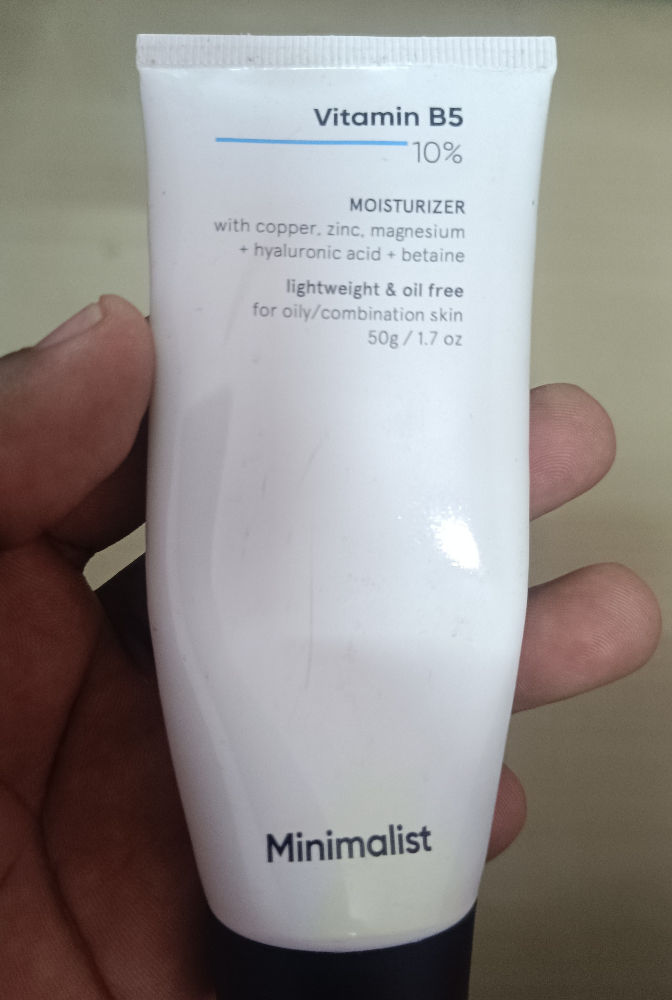 Vitamin B5
10%
MOISTURIZER
with copper, zinc, magnesium
+ hyaluronic acid + betaine
lightweight & oil free
for oily/combination skin
50g / 1.7 oz
Minimalist